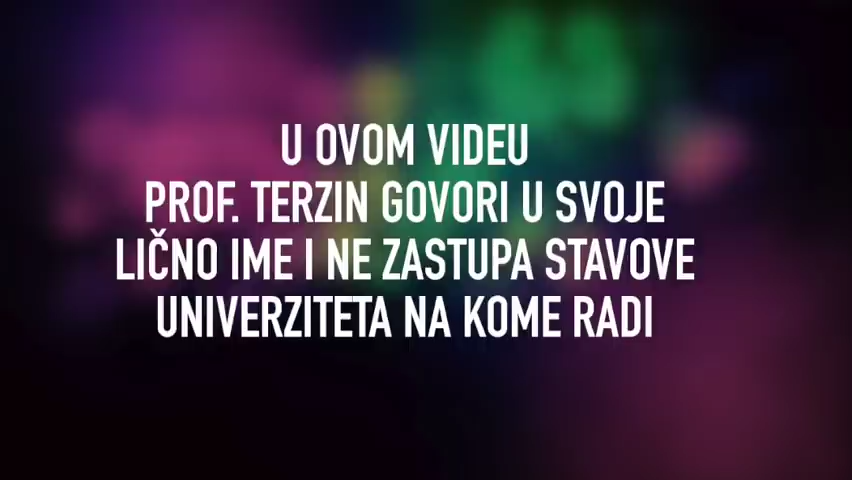 U OVOM VIDEU
PROF. TERZIN GOVORI U SVOJE
LIČNO IME I NE ZASTUPA STAVOVE
UNIVERZITETA NA KOME RADI